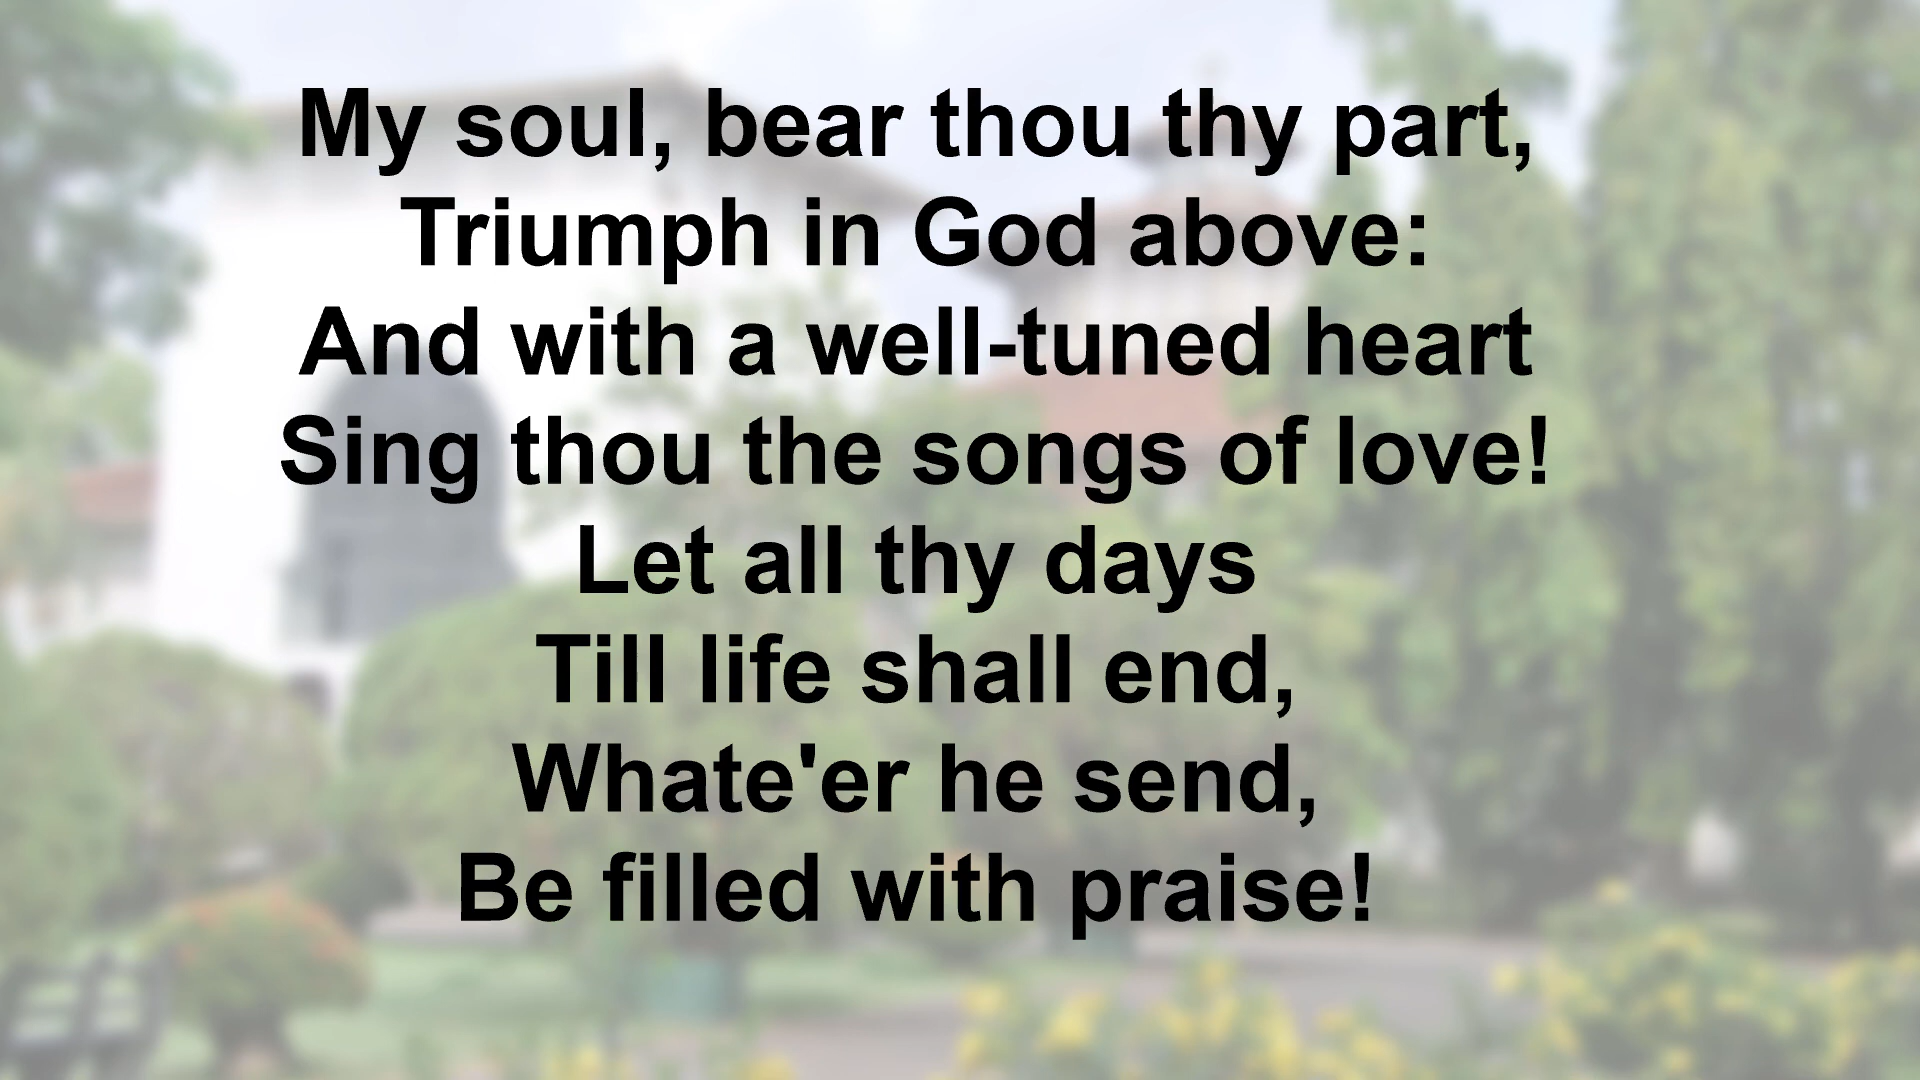 My soul, bear thou thy part,
Triumph in God above:
And with a well-tuned heart
Sing thou the songs of love!
Let all thy days
Till life shall end,
Whate'er he send,
Be filled with praise!